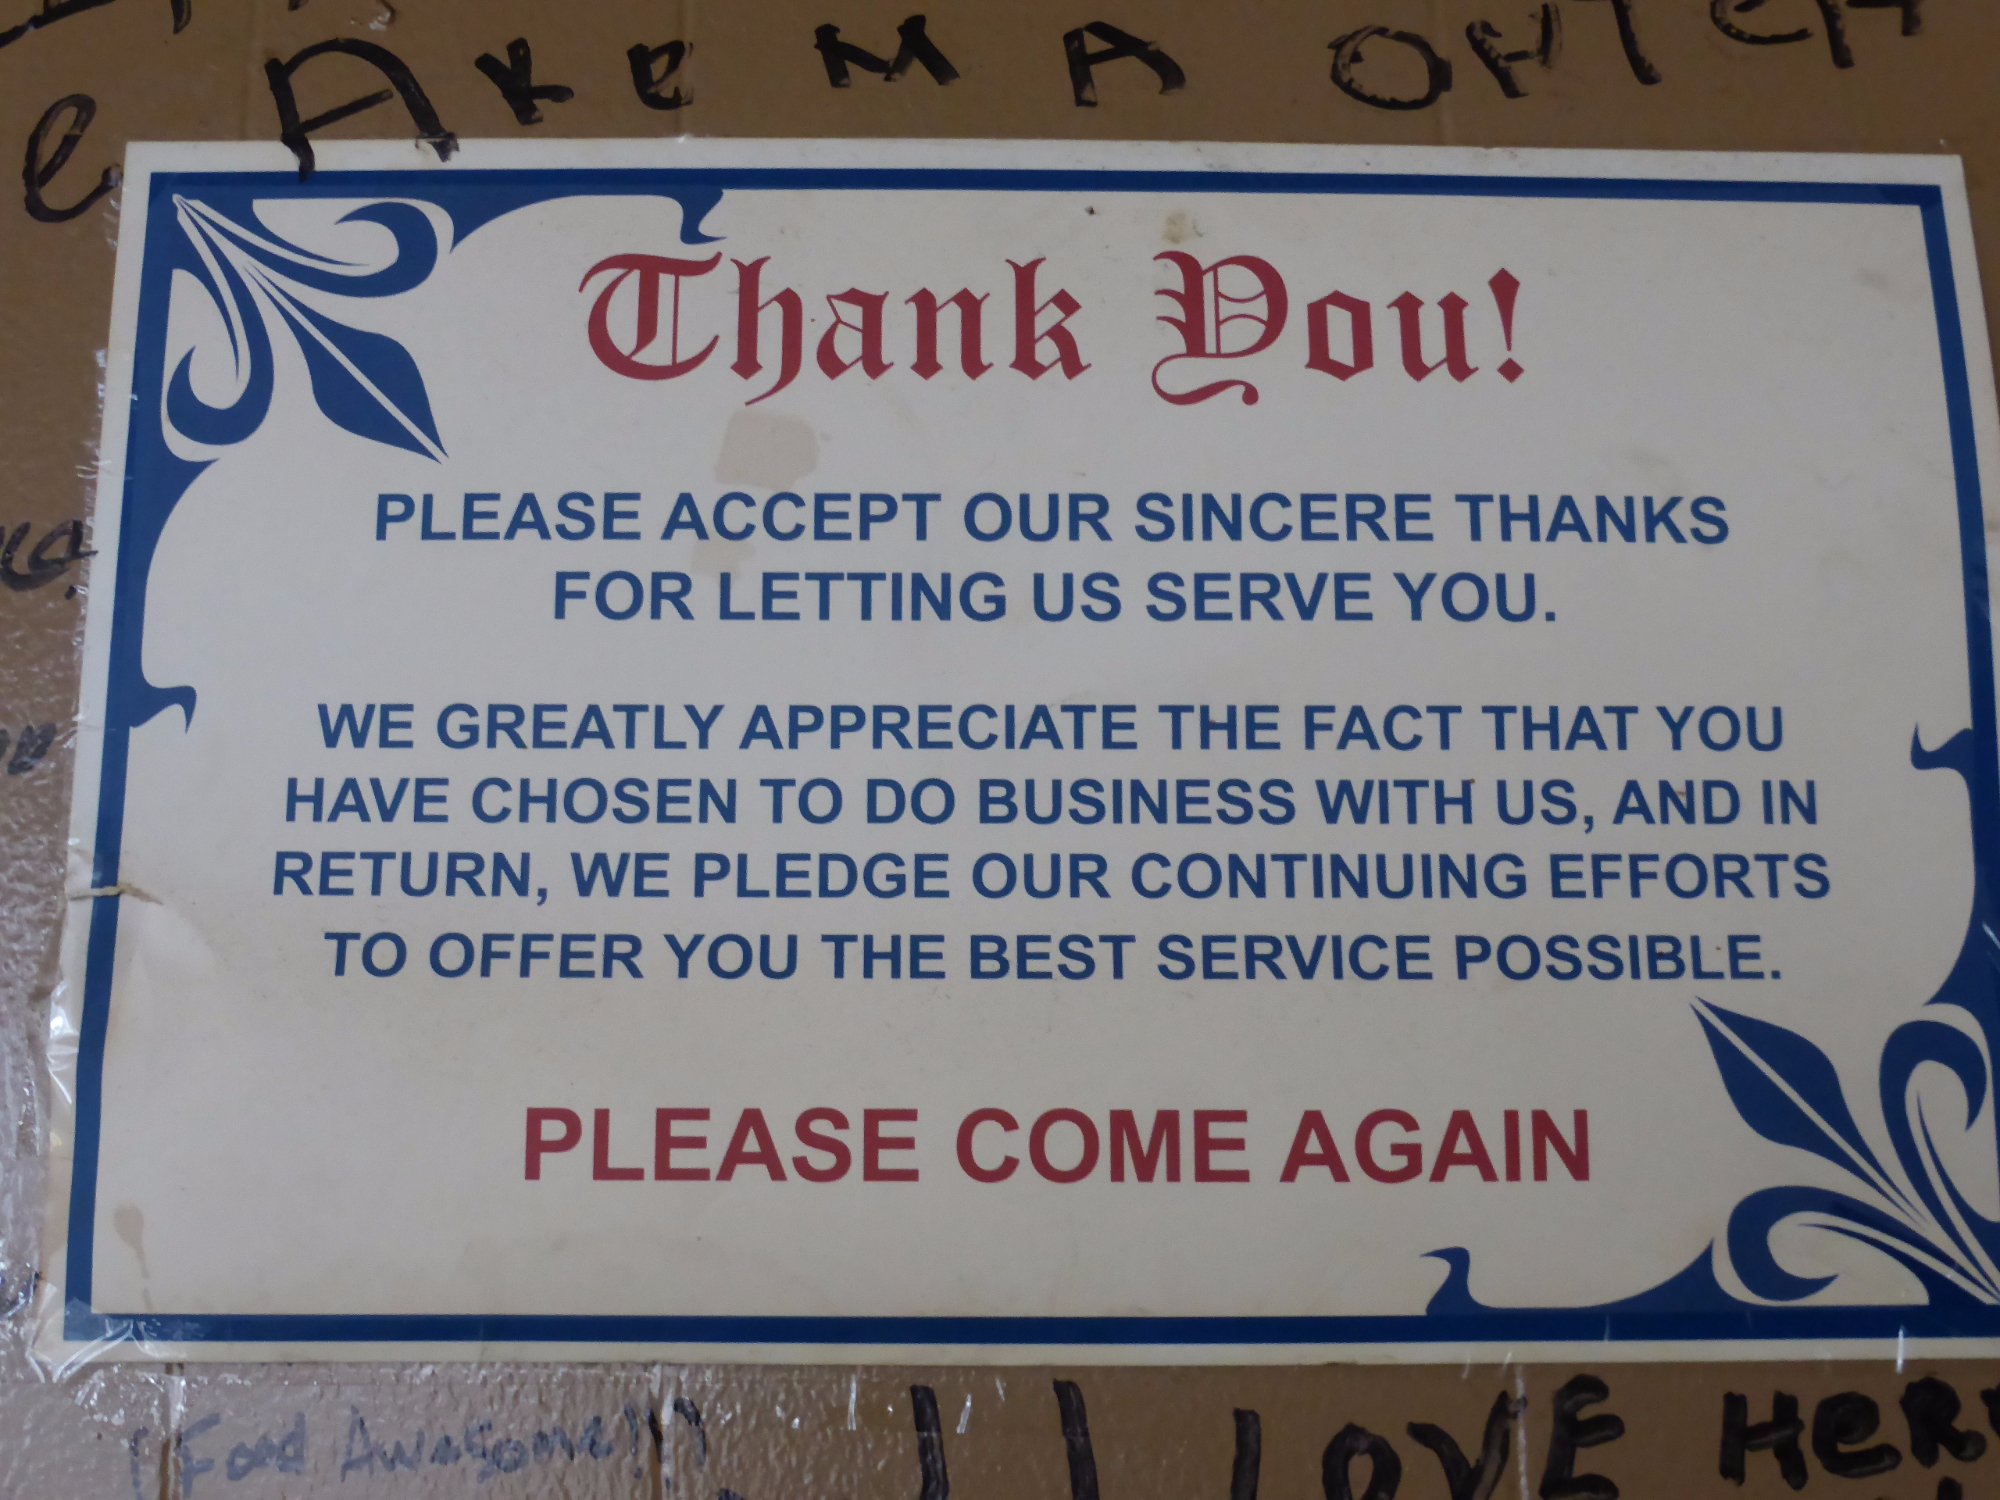 Thank You!
PLEASE ACCEPT OUR SINCERE THANKS
FOR LETTING US SERVE YOU.
WE GREATLY APPRECIATE THE FACT THAT YOU
HAVE CHOSEN TO DO BUSINESS WITH US, AND IN
RETURN, WE PLEDGE OUR CONTINUING EFFORTS
TO OFFER YOU THE BEST SERVICE POSSIBLE.
PLEASE COME AGAIN
Food Awesome!!
LOVE